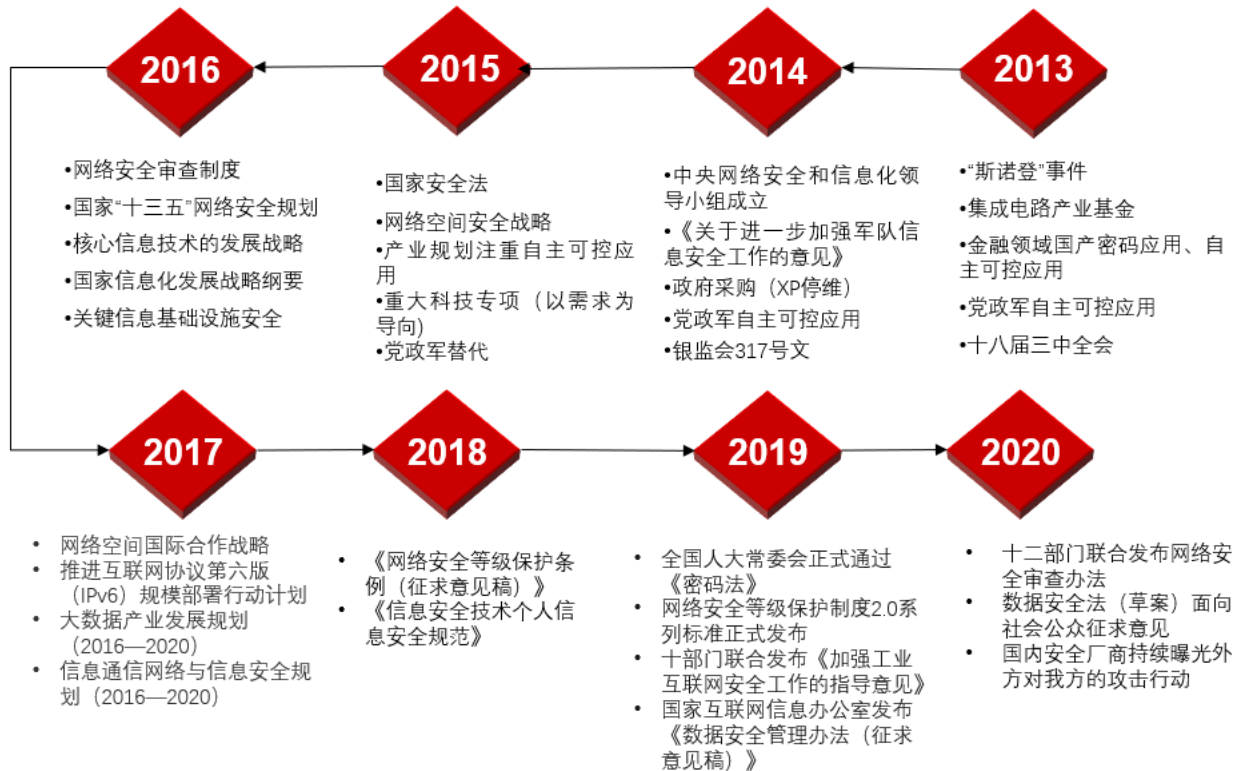 2016
2015
2014
2013
•网络安全审查制度
•国家“十三五”网络安全规划
•核心信息技术的发展战略
•国家信息化发展战略纲要
•关键信息基础设施安全
•国家安全法
•网络空间安全战略
•产业规划注重自主可控应
用
•重大科技专项（以需求为
导向)
•党政军替代
•中央网络安全和信息化领
导小组成立
•《关于进一步加强军队信
息安全工作的意见》
•政府采购（XP停维）
•党政军自主可控应用
•银监会317号文
•“斯诺登”事件
•集成电路产业基金
•金融领域国产密码应用、自
主可控应用
•党政军自主可控应用
•十八届三中全会
2017
2018
2019
2020
• 网络空间国际合作战略
• 推进互联网协议第六版
（IPv6）规模部署行动计划
• 大数据产业发展规划
（2016—2020）
• 信息通信网络与信息安全规
划（2016—2020）
• 《网络安全等级保护条
例（征求意见稿）》
• 《信息安全技术个人信
息安全规范》
• 全国人大常委会正式通过
《密码法》
• 网络安全等级保护制度2.0系
列标准正式发布
• 十部门联合发布《加强工业
互联网安全工作的指导意见》
• 国家互联网信息办公室发布
《数据安全管理办法（征求
意见稿）》
• 十二部门联合发布网络安
全审查办法
• 数据安全法（草案）面向
社会公众征求意见
• 国内安全厂商持续曝光外
方对我方的攻击行动